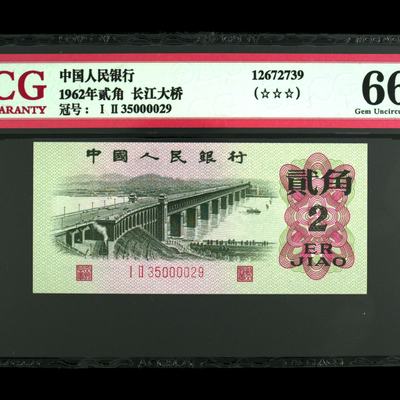 CG
ARANTY
中国人民银行
1962年贰角 长江大桥
冠号: I II 35000029
12672739
(☆☆☆)
66
Gem Uncircu
中國人民銀行
貳角
2
ER
JIAO
I II 35000029